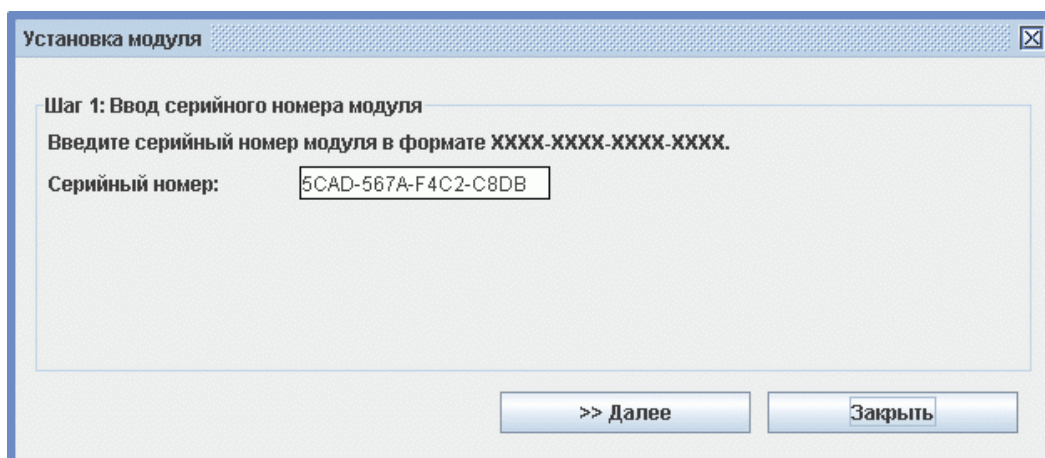 Установка модуля
Шаг 1: Ввод серийного номера модуля
Введите серийный номер модуля в формате XXXX-XXXX-XXXX-XXXX.
Серийный номер: 5CAD-567A-F4C2-C8DB
>> Далее Закрыть